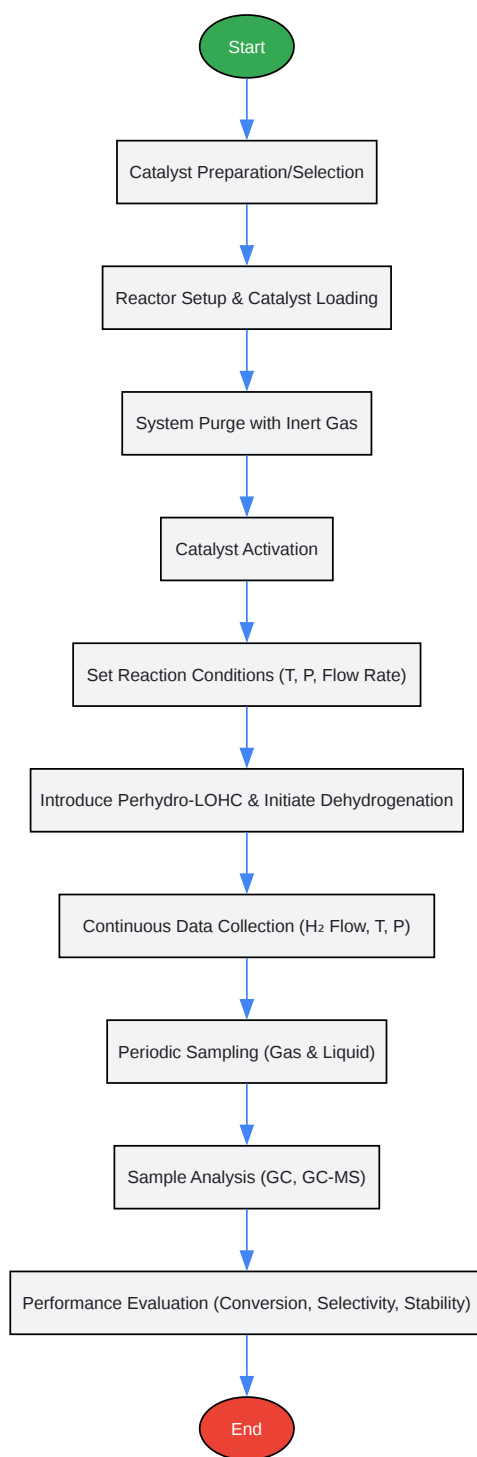 Start
Catalyst Preparation/Selection
Reactor Setup & Catalyst Loading
System Purge with Inert Gas
Catalyst Activation
Set Reaction Conditions (T, P, Flow Rate)
Introduce Perhydro-LOHC & Initiate Dehydrogenation
Continuous Data Collection (H₂ Flow, T, P)
Periodic Sampling (Gas & Liquid)
Sample Analysis (GC, GC-MS)
Performance Evaluation (Conversion, Selectivity, Stability)
End